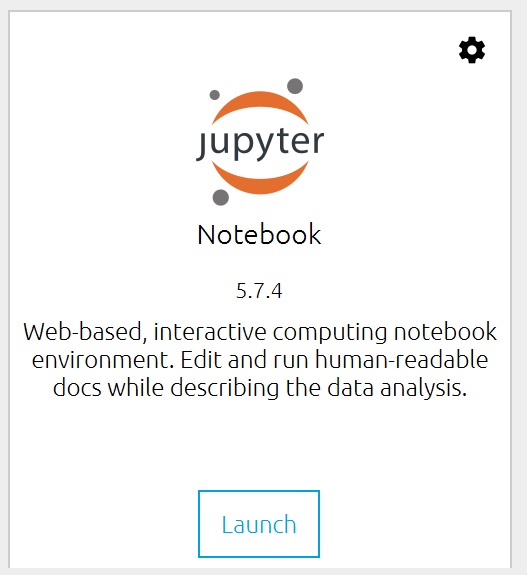 jupyter
Notebook
5.7.4
Web-based, interactive computing notebook
environment. Edit and run human-readable
docs while describing the data analysis.
Launch